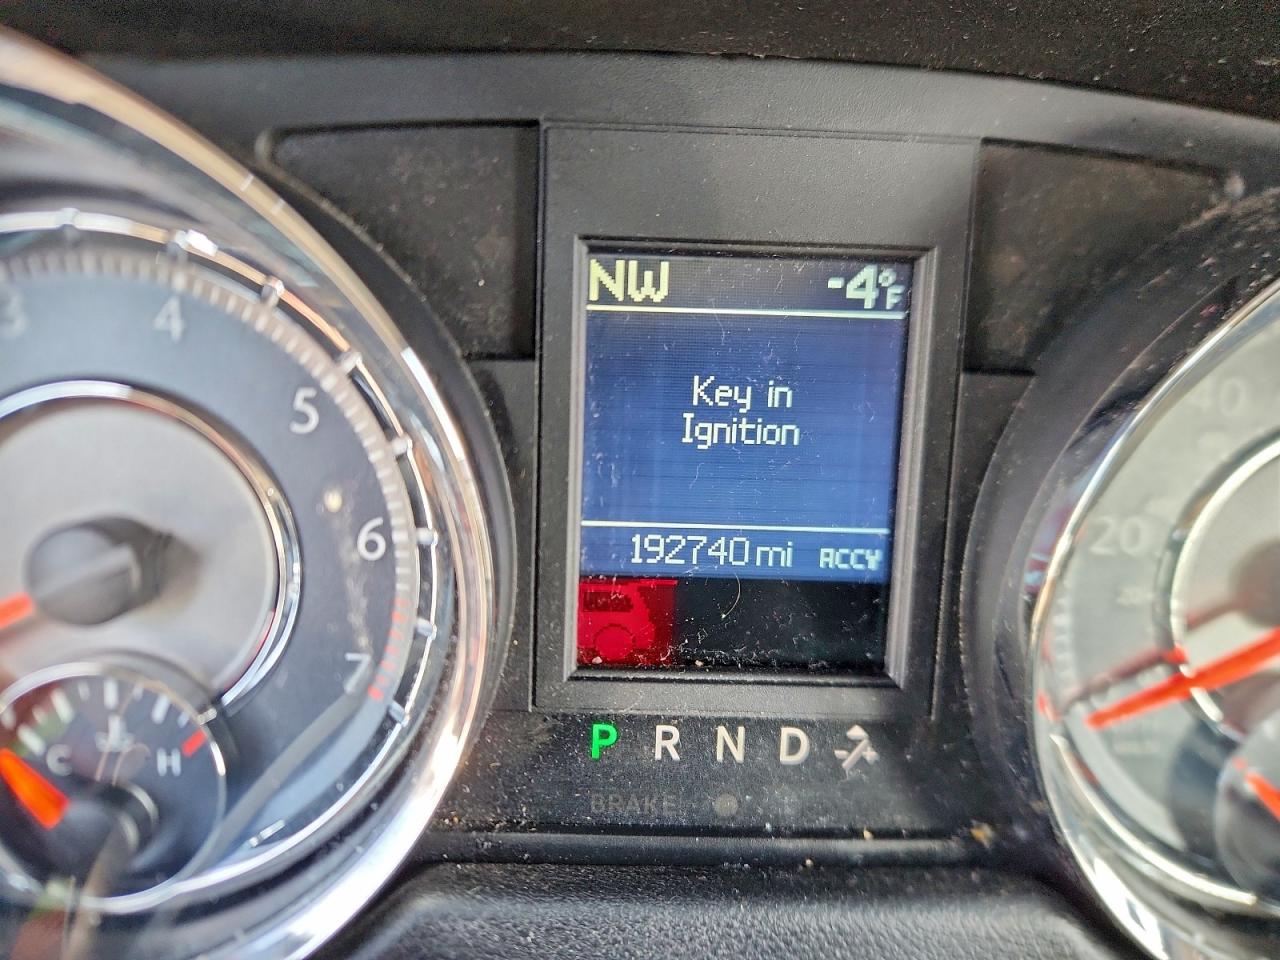 NW -4°F
Key in
Ignition
192740 mi ACCY
P R N D
BRAKE
3
4
5
6
7
C H
20
40